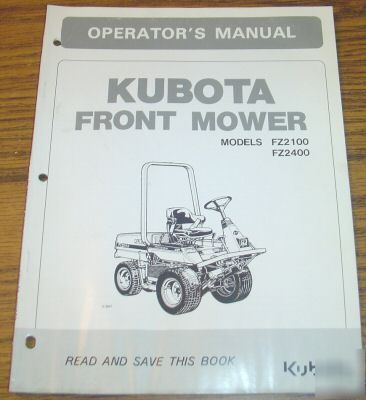 OPERATOR'S MANUAL
KUBOTA
FRONT MOWER
MODELS FZ2100
FZ2400
READ AND SAVE THIS BOOK